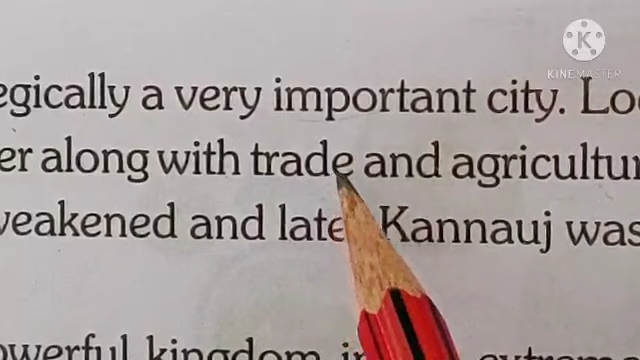 K
KINEMASTER
egically a very important city. Lo
er along with trade and agricultur
weakened and late Kannauj was
owerful kingdom i extrem